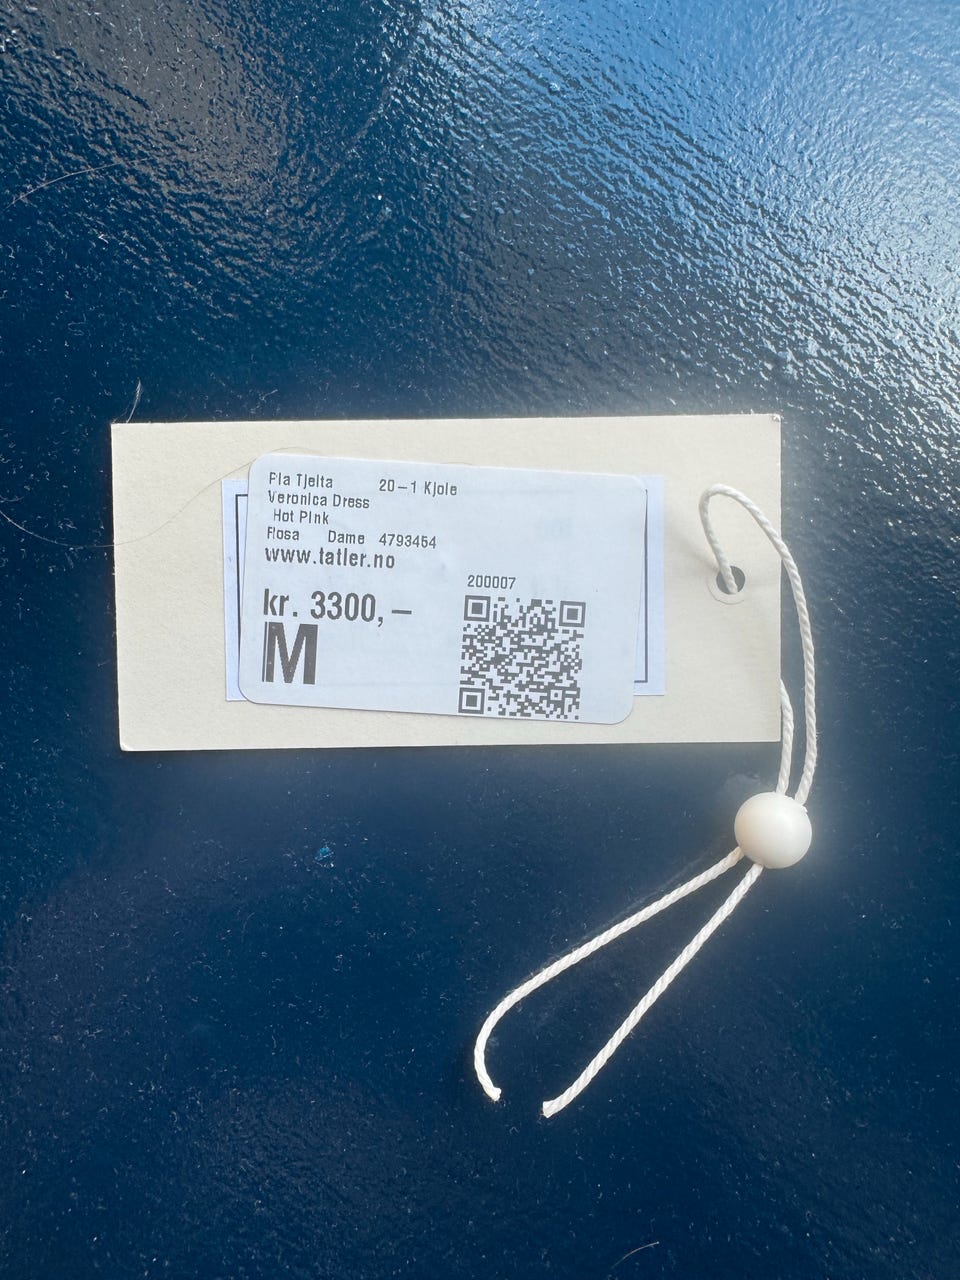 Pia Tjelta 20-1 Kjole
Veronica Dress
Hot Pink
Rosa Dame 4793454
www.tatler.no
200007
kr. 3300,-
M